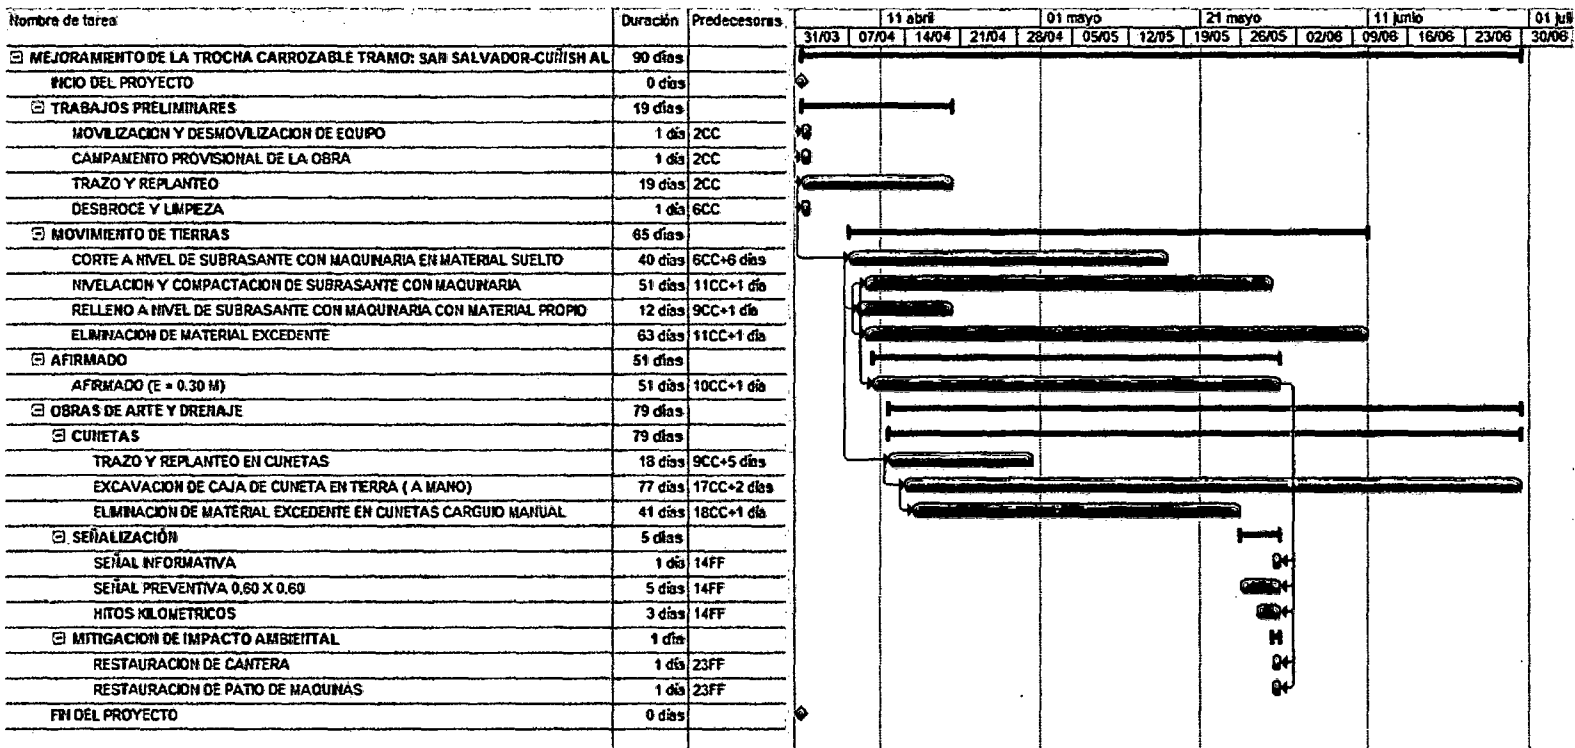 Nombre de tarea Duración Predecesoras 11 abril 01 mayo 21 mayo 11 junio 01 juli
31/03 07/04 14/04 21/04 28/04 05/05 12/05 19/05 26/05 02/06 09/06 16/06 23/06 30/06
MEJORAMIENTO DE LA TROCHA CARROZABLE TRAMO: SAN SALVADOR-CUÑISH AL 90 días
INICIO DEL PROYECTO 0 días
TRABAJOS PRELIMINARES 19 días
MOVILIZACION Y DESMOVILIZACION DE EQUIPO 1 día 2CC
CAMPAMENTO PROVISIONAL DE LA OBRA 1 día 2CC
TRAZO Y REPLANTEO 19 días 2CC
DESBROCE Y LIMPIEZA 1 día 6CC
MOVIMIENTO DE TIERRAS 65 días
CORTE A NIVEL DE SUBRASANTE CON MAQUINARIA EN MATERIAL SUELTO 40 días 6CC+6 días
NIVELACION Y COMPACTACION DE SUBRASANTE CON MAQUINARIA 51 días 11CC+1 día
RELLENO A NIVEL DE SUBRASANTE CON MAQUINARIA CON MATERIAL PROPIO 12 días 9CC+1 día
ELIMINACION DE MATERIAL EXCEDENTE 63 días 11CC+1 día
AFIRMADO 51 días
AFIRMADO (E = 0.30 M) 51 días 10CC+1 día
OBRAS DE ARTE Y DRENAJE 79 días
CUNETAS 79 días
TRAZO Y REPLANTEO EN CUNETAS 18 días 9CC+5 días
EXCAVACION DE CAJA DE CUNETA EN TIERRA ( A MANO) 77 días 17CC+2 días
ELIMINACION DE MATERIAL EXCEDENTE EN CUNETAS CARGUIO MANUAL 41 días 18CC+1 día
SEÑALIZACIÓN 5 días
SEÑAL INFORMATIVA 1 día 14FF
SEÑAL PREVENTIVA 0.60 X 0.60 5 días 14FF
HITOS KILOMETRICOS 3 días 14FF
MITIGACION DE IMPACTO AMBIENTAL 1 día
RESTAURACION DE CANTERA 1 día 23FF
RESTAURACION DE PATIO DE MAQUINAS 1 día 23FF
FIN DEL PROYECTO 0 días